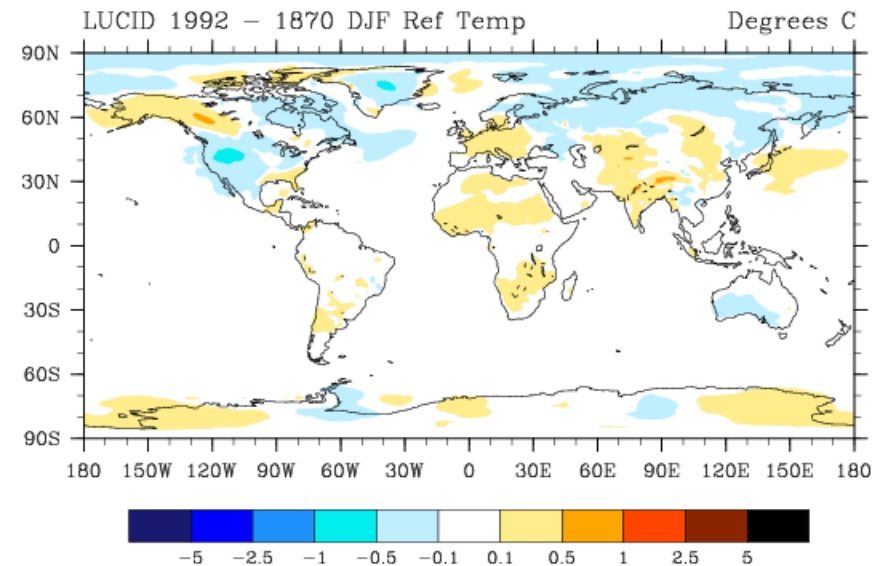 LUCID 1992 − 1870 DJF Ref Temp Degrees C
90N
60N
30N
0
30S
60S
90S
180 150W 120W 90W 60W 30W 0 30E 60E 90E 120E 150E 180
−5 −2.5 −1 −0.5 −0.1 0.1 0.5 1 2.5 5